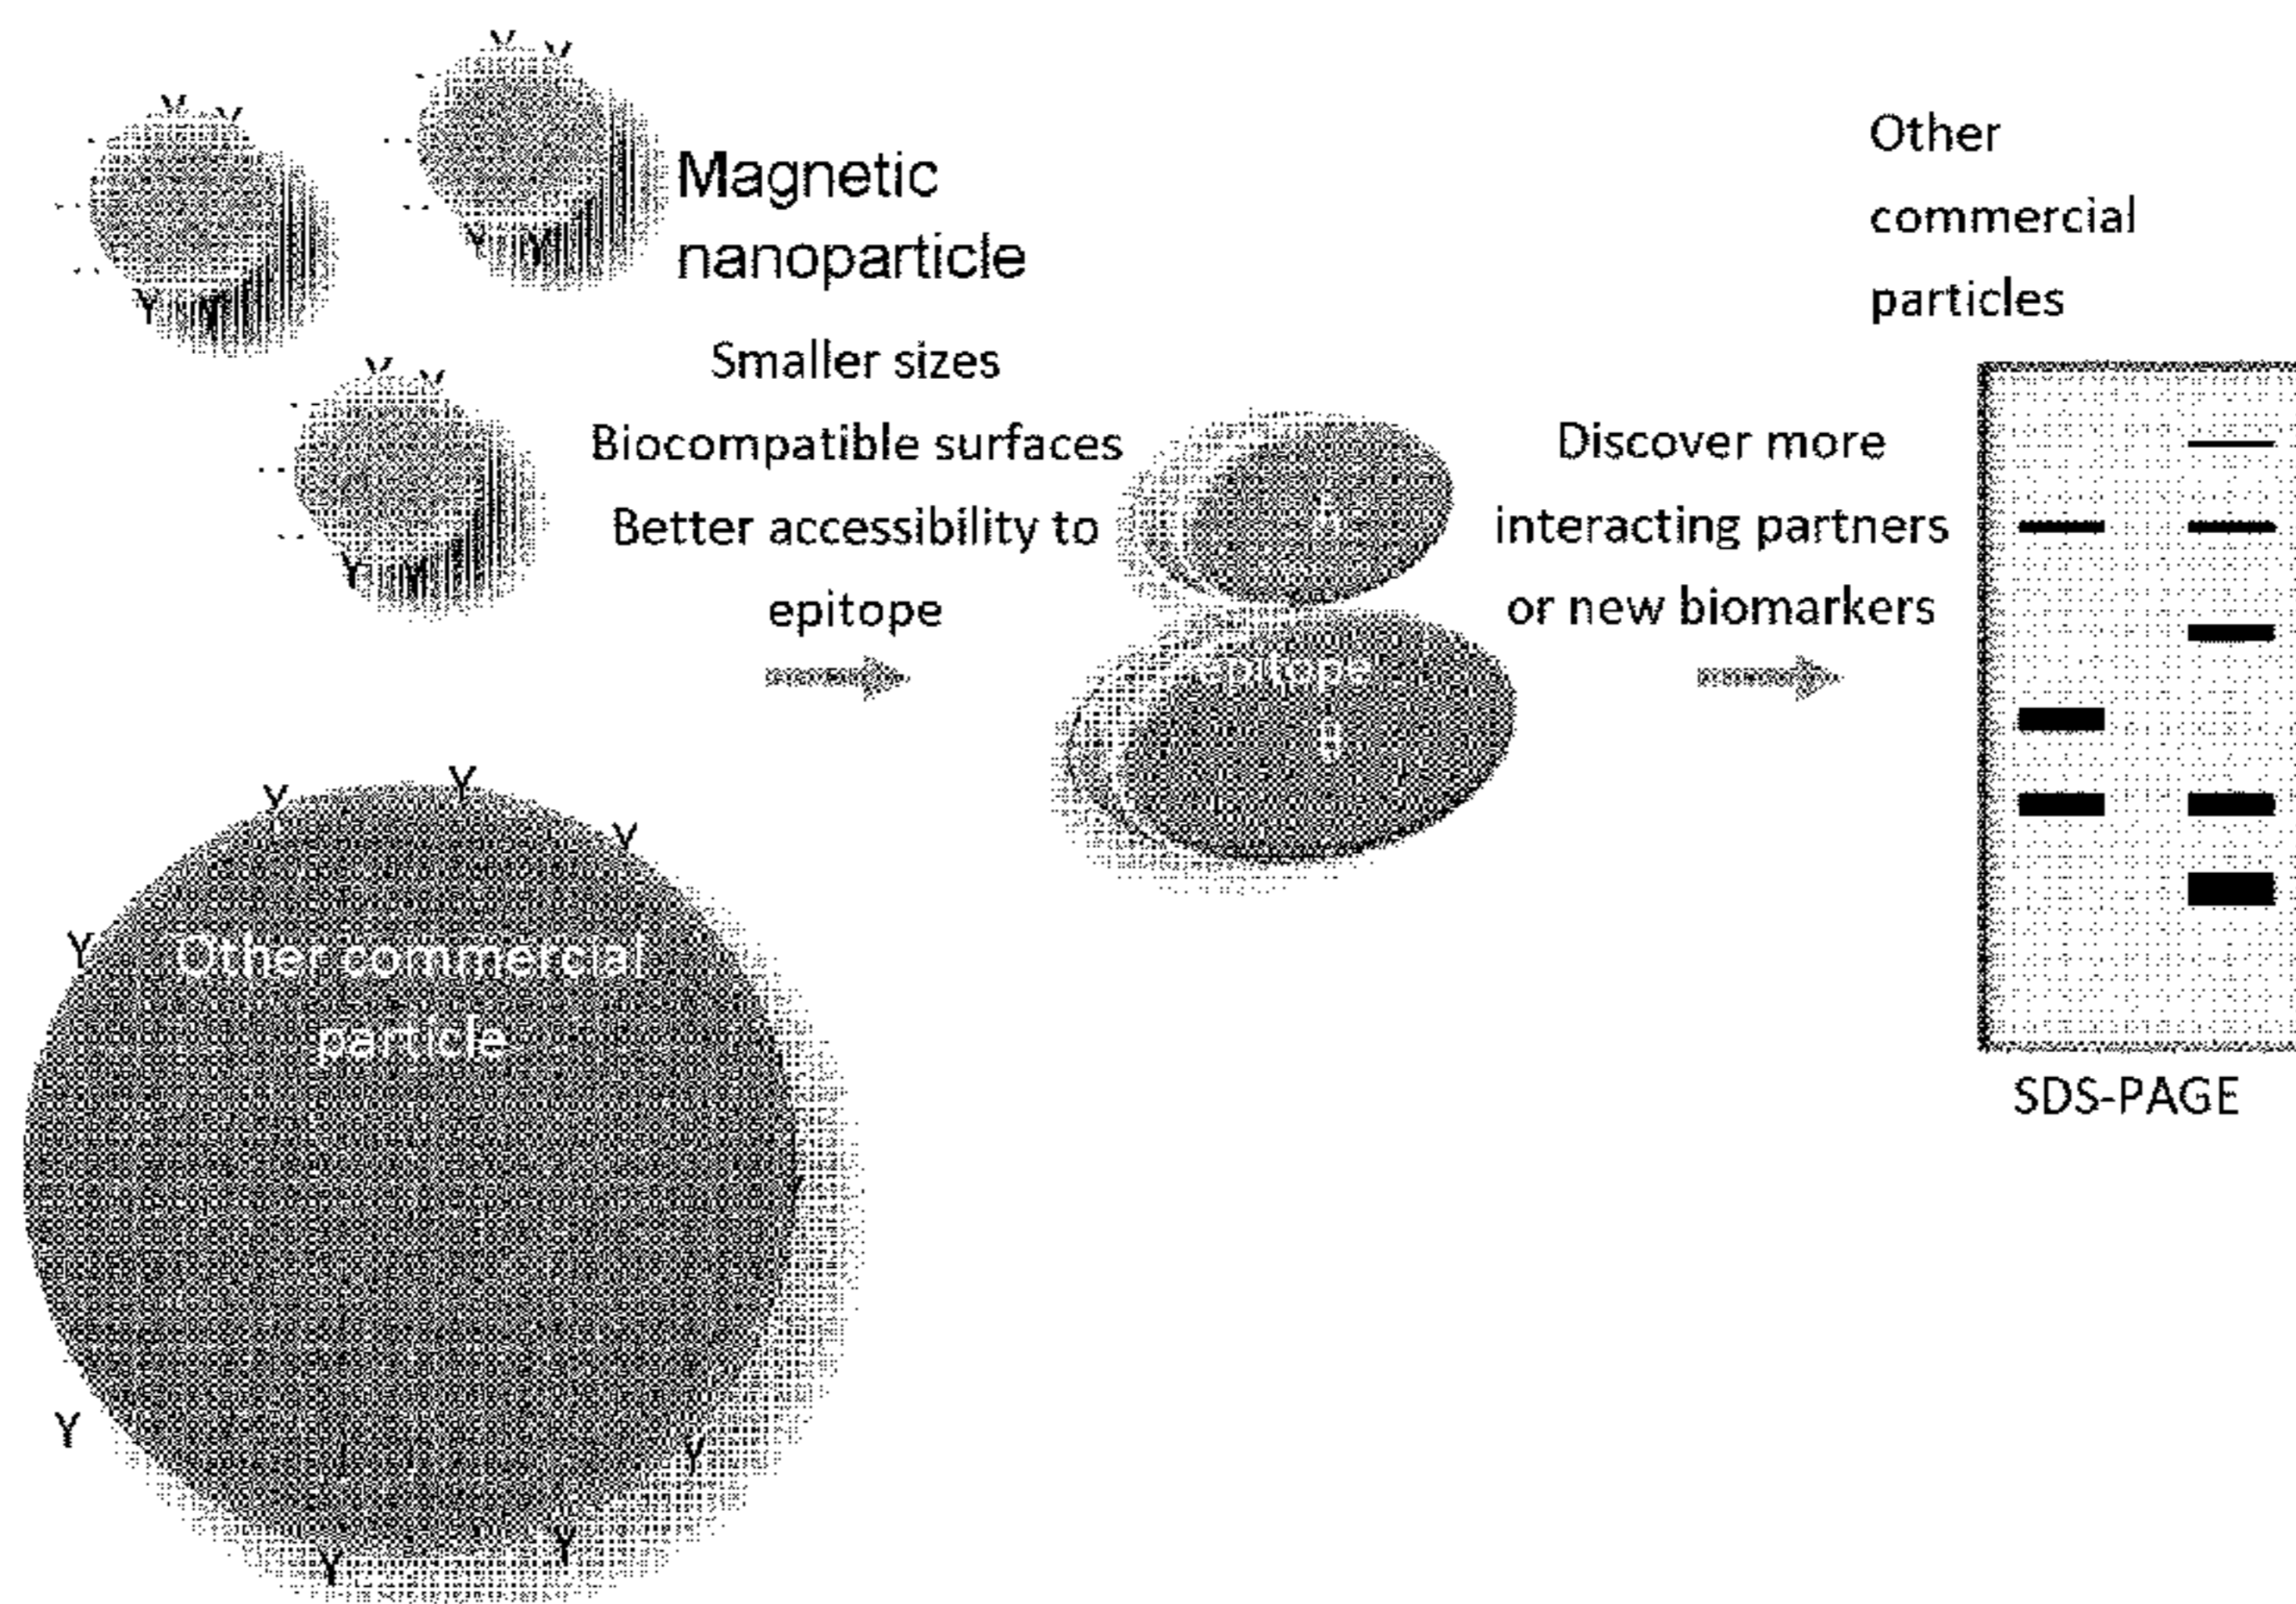 Magnetic
nanoparticle
Smaller sizes
Biocompatible surfaces
Better accessibility to
epitope
epitope
Discover more
interacting partners
or new biomarkers
Other
commercial
particles
SDS-PAGE
Other commercial
particle